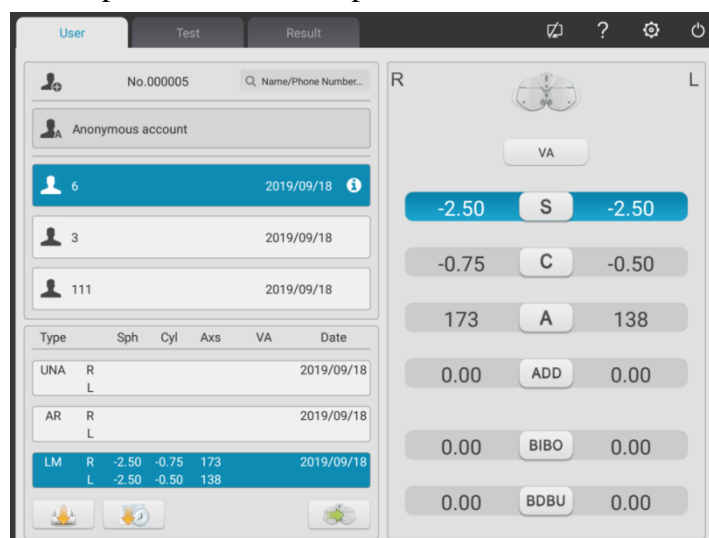 User Test Result ?
No.000005 Name/Phone Number...
Anonymous account
6 2019/09/18
3 2019/09/18
111 2019/09/18
Type Sph Cyl Axs VA Date
UNA R 2019/09/18
L
AR R 2019/09/18
L
LM R -2.50 -0.75 173 2019/09/18
L -2.50 -0.50 138
R L
VA
-2.50 S -2.50
-0.75 C -0.50
173 A 138
0.00 ADD 0.00
0.00 BIBO 0.00
0.00 BDBU 0.00